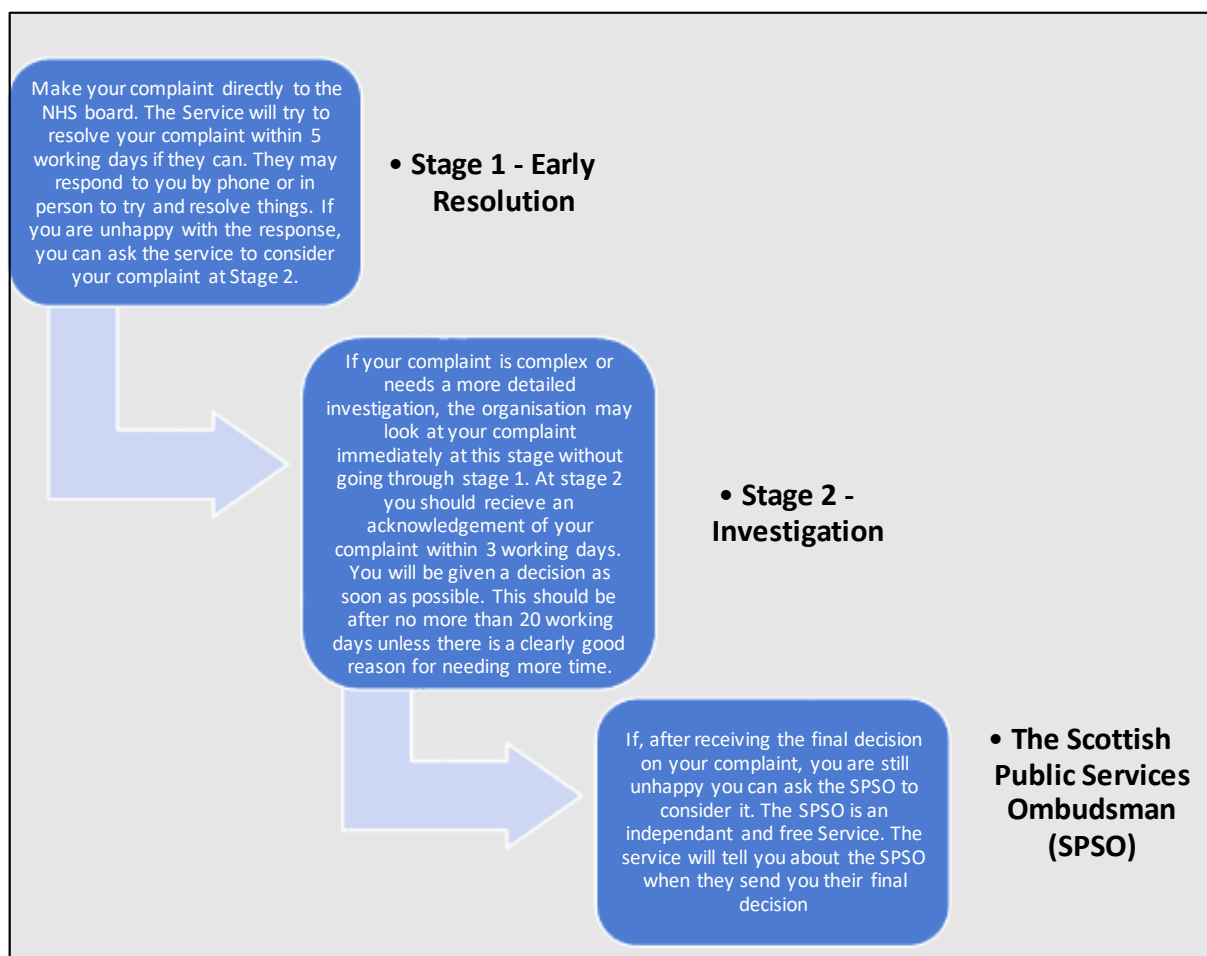 Make your complaint directly to the
NHS board. The Service will try to
resolve your complaint within 5
working days if they can. They may
respond to you by phone or in
person to try and resolve things. If
you are unhappy with the response,
you can ask the service to consider
your complaint at Stage 2.
• Stage 1 - Early
Resolution
If your complaint is complex or
needs a more detailed
investigation, the organisation may
look at your complaint
immediately at this stage without
going through stage 1. At stage 2
you should recieve an
acknowledgement of your
complaint within 3 working days.
You will be given a decision as
soon as possible. This should be
after no more than 20 working
days unless there is a clearly good
reason for needing more time.
• Stage 2 -
Investigation
If, after receiving the final decision
on your complaint, you are still
unhappy you can ask the SPSO to
consider it. The SPSO is an
independant and free Service. The
service will tell you about the SPSO
when they send you their final
decision
• The Scottish
Public Services
Ombudsman
(SPSO)